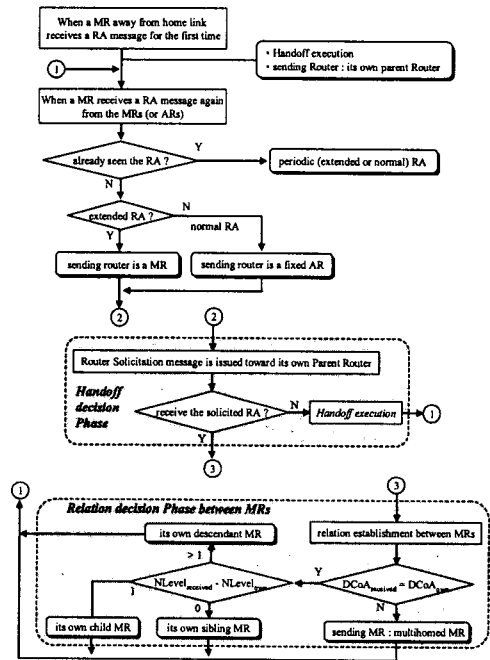 When a MR away from home link
receives a RA message for the first time
• Handoff execution
• sending Router : its own parent Router
1
When a MR receives a RA message again
from the MRs (or ARs)
already seen the RA ?
Y
periodic (extended or normal) RA
N
extended RA ?
N
normal RA
Y
sending router is a MR
sending router is a fixed AR
2
2
Router Solicitation message is issued toward its own Parent Router
Handoff
decision
Phase
receive the solicited RA ?
N
Handoff execution
1
Y
3
1
3
Relation decision Phase between MRs
its own descendant MR
relation establishment between MRs
> 1
NLevel received - NLevel own
Y
DCoA received = DCoA own
1
0
N
its own child MR
its own sibling MR
sending MR : multihomed MR